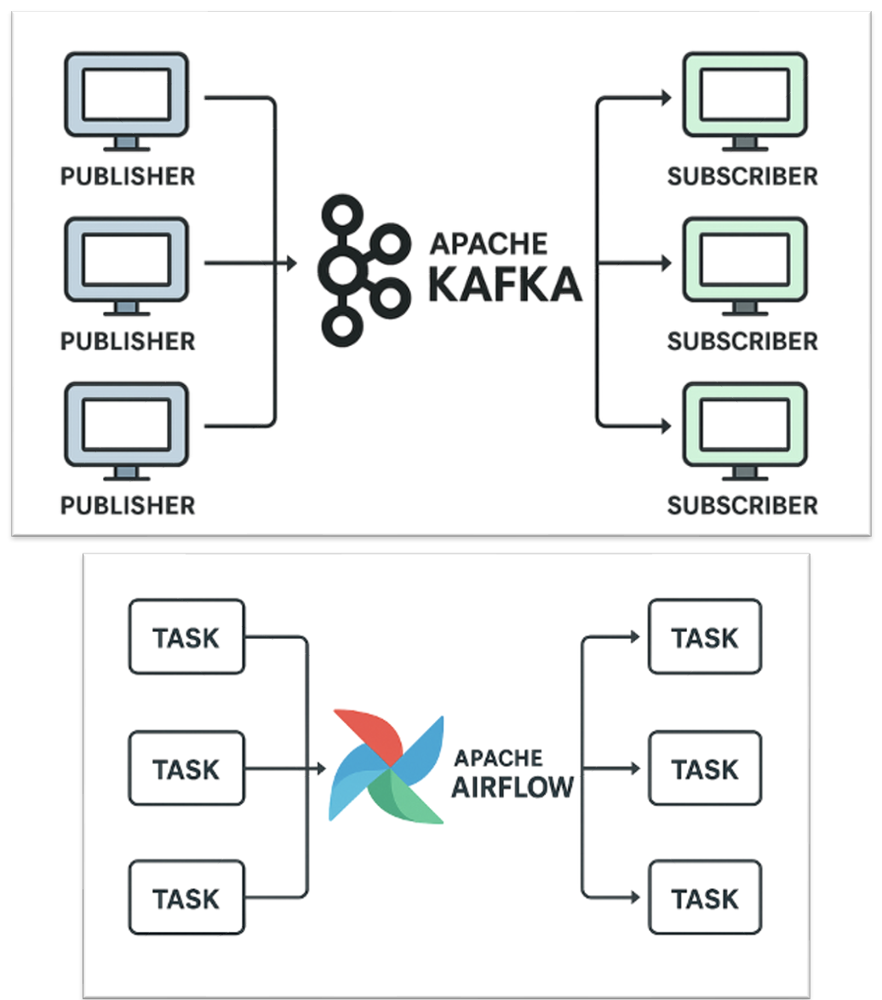 PUBLISHER
SUBSCRIBER
PUBLISHER
APACHE
KAFKA
SUBSCRIBER
PUBLISHER
SUBSCRIBER
TASK
TASK
TASK
APACHE
AIRFLOW
TASK
TASK
TASK